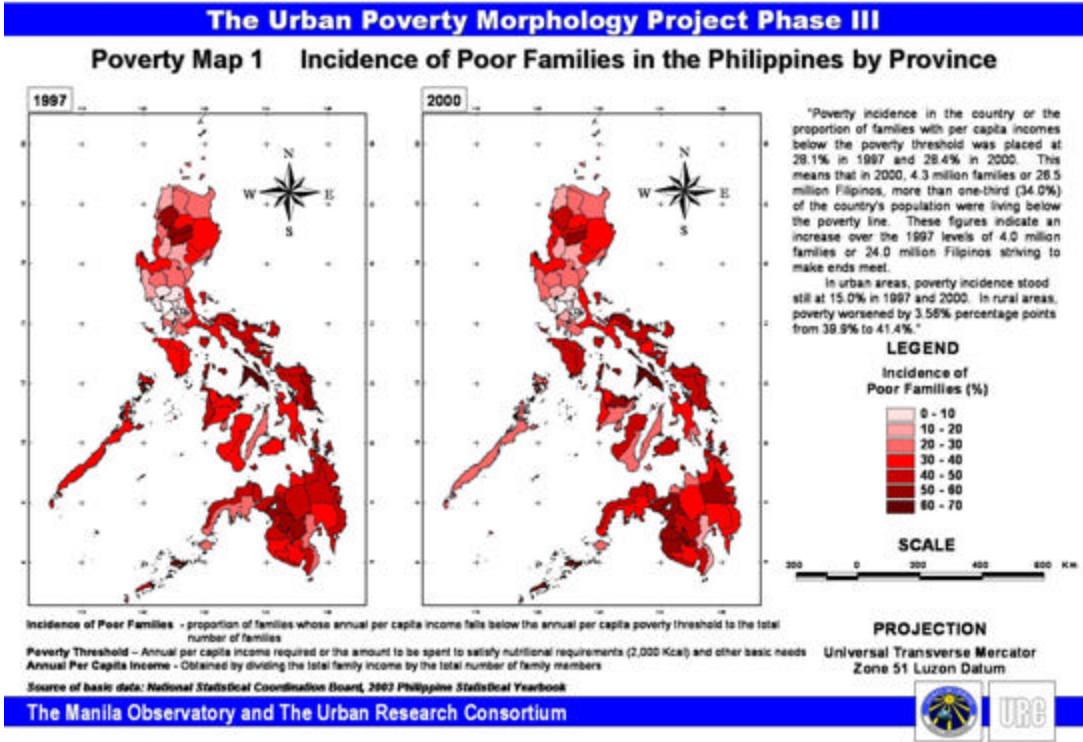 The Urban Poverty Morphology Project Phase III
Poverty Map 1 Incidence of Poor Families in the Philippines by Province
1997
2000
N
W E
S
N
W E
S
"Poverty incidence in the country or the
proportion of families with per capita incomes
below the poverty threshold was placed at
28.1% in 1997 and 28.4% in 2000. This
means that in 2000, 4.3 million families or 26.5
million Filipinos, more than one-third (34.0%)
of the country's population were living below
the poverty line. These figures indicate an
increase over the 1997 levels of 4.0 million
families or 24.0 million Filipinos striving to
make ends meet.
In urban areas, poverty incidence stood
still at 15.0% in 1997 and 2000. In rural areas,
poverty worsened by 3.56% percentage points
from 39.9% to 41.4%."
LEGEND
Incidence of
Poor Families (%)
0 - 10
10 - 20
20 - 30
30 - 40
40 - 50
50 - 60
60 - 70
SCALE
300 0 300 600 Km
PROJECTION
Universal Transverse Mercator
Zone 51 Luzon Datum
Incidence of Poor Families - proportion of families whose annual per capita income falls below the annual per capita poverty threshold to the total
number of families
Poverty Threshold – Annual per capita income required or the amount to be spent to satisfy nutritional requirements (2,000 Kcal) and other basic needs
Annual Per Capita Income - Obtained by dividing the total family income by the total number of family members
Source of basic data: National Statistical Coordination Board, 2003 Philippine Statistical Yearbook
The Manila Observatory and The Urban Research Consortium
URC